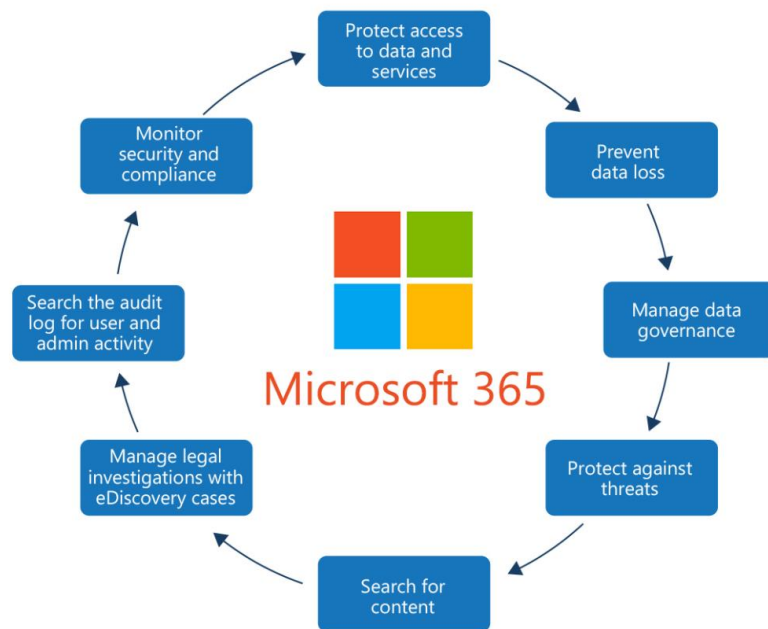 Protect access
to data and
services
Prevent
data loss
Manage data
governance
Protect against
threats
Search for
content
Manage legal
investigations with
eDiscovery cases
Search the audit
log for user and
admin activity
Monitor
security and
compliance
Microsoft 365